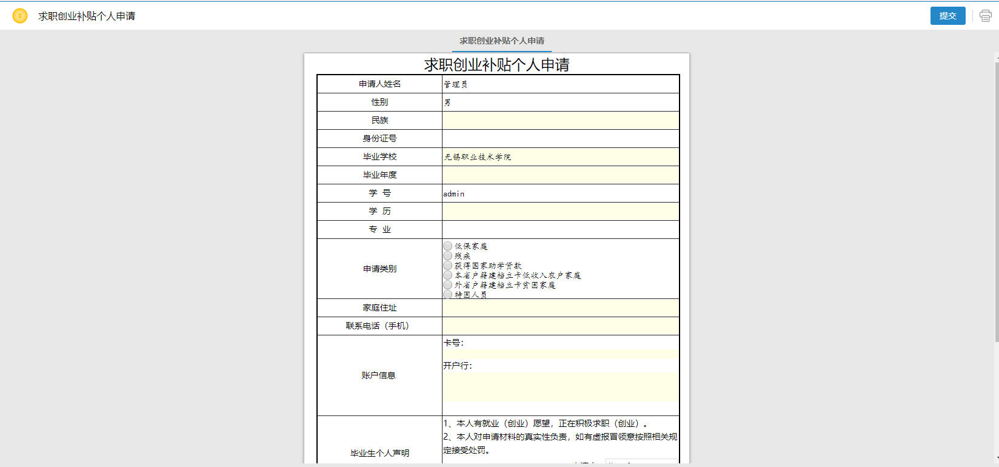 求职创业补贴个人申请
提交
求职创业补贴个人申请
求职创业补贴个人申请
申请人姓名 管理员
性别 男
民族
身份证号
毕业学校 无锡职业技术学院
毕业年度
学 号 admin
学 历
专 业
申请类别
低保家庭
残疾
获得国家助学贷款
本省户籍建档立卡低收入农户家庭
外省户籍建档立卡贫困家庭
特困人员
家庭住址
联系电话（手机）
账户信息
卡号：
开户行：
毕业生个人声明
1、本人有就业（创业）愿望，正在积极求职（创业）。
2、本人对申请材料的真实性负责，如有虚报冒领意按照相关规
定接受处罚。